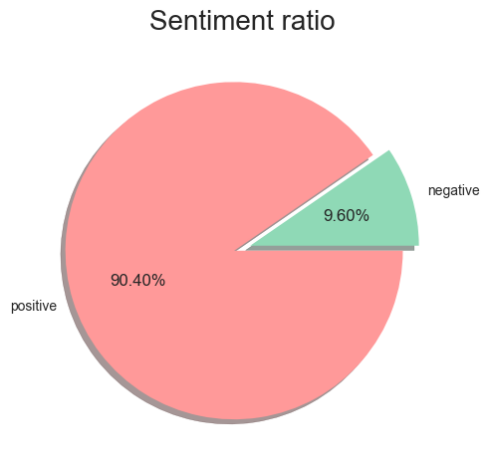 Sentiment ratio
negative
9.60%
90.40%
positive